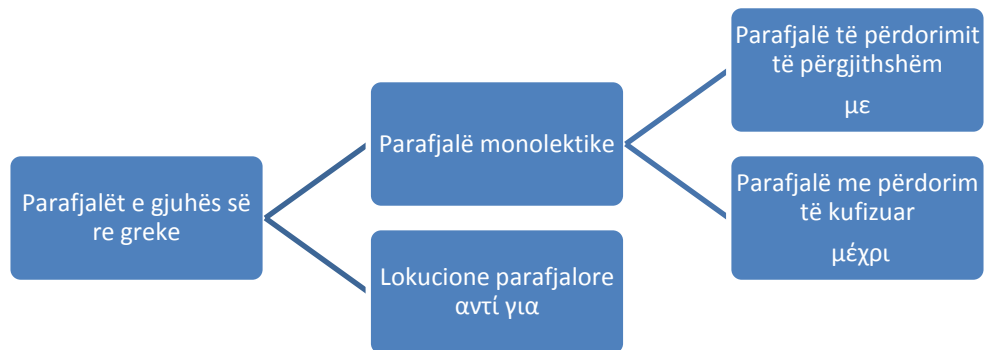 Parafjalët e gjuhës së
re greke
Parafjalë monolektike
Lokucione parafjalore
αντί για
Parafjalë të përdorimit
të përgjithshëm
με
Parafjalë me përdorim
të kufizuar
μέχρι